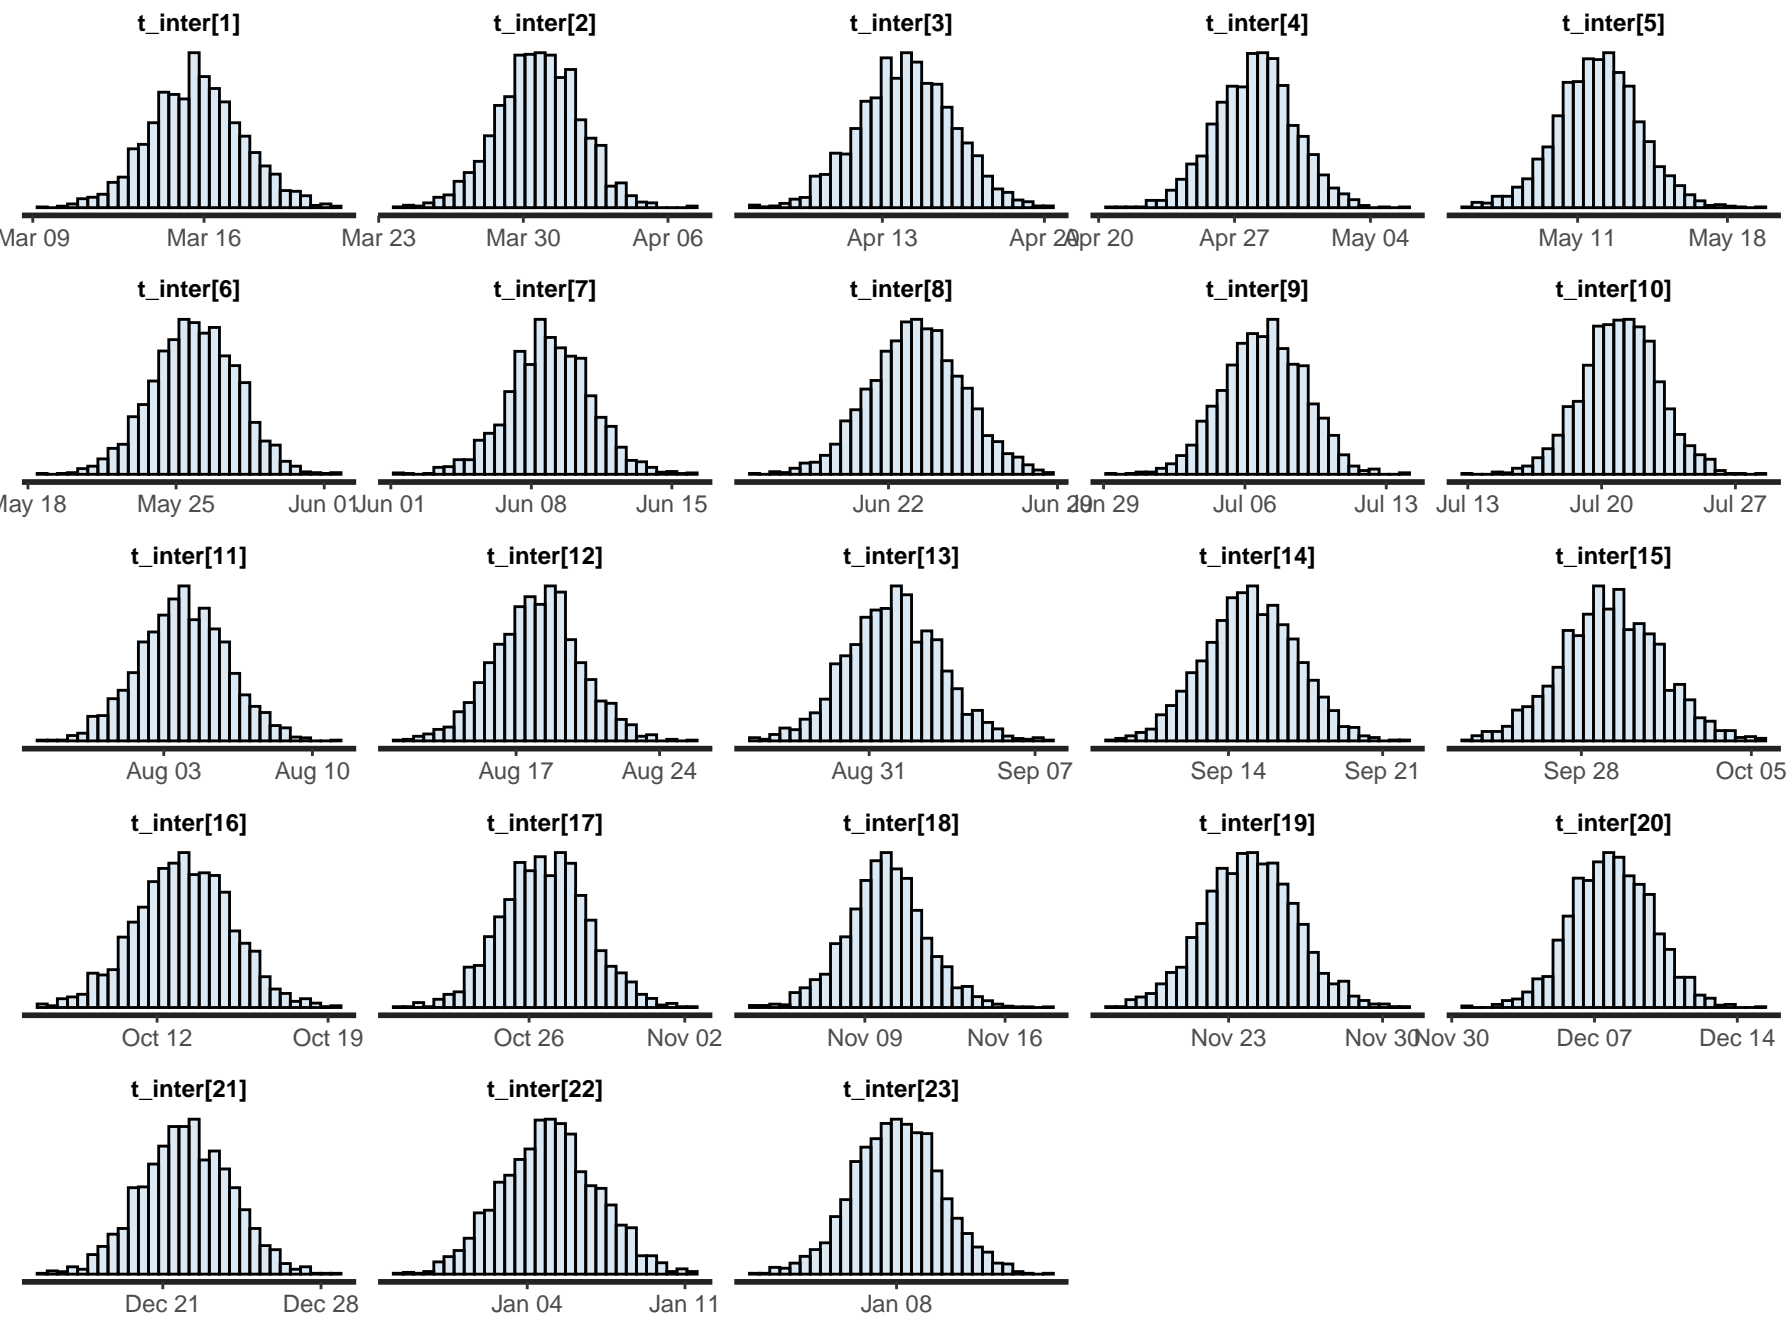 t_inter[1] t_inter[2] t_inter[3] t_inter[4] t_inter[5]
Mar 09 Mar 16 Mar 23 Mar 30 Apr 06 Apr 13 Apr 20 Apr 20 Apr 27 May 04 May 11 May 18
t_inter[6] t_inter[7] t_inter[8] t_inter[9] t_inter[10]
May 18 May 25 Jun 01 Jun 01 Jun 08 Jun 15 Jun 22 Jun 29 Jun 29 Jul 06 Jul 13 Jul 13 Jul 20 Jul 27
t_inter[11] t_inter[12] t_inter[13] t_inter[14] t_inter[15]
Aug 03 Aug 10 Aug 17 Aug 24 Aug 31 Sep 07 Sep 14 Sep 21 Sep 28 Oct 05
t_inter[16] t_inter[17] t_inter[18] t_inter[19] t_inter[20]
Oct 12 Oct 19 Oct 26 Nov 02 Nov 09 Nov 16 Nov 23 Nov 30 Nov 30 Dec 07 Dec 14
t_inter[21] t_inter[22] t_inter[23]
Dec 21 Dec 28 Jan 04 Jan 11 Jan 08